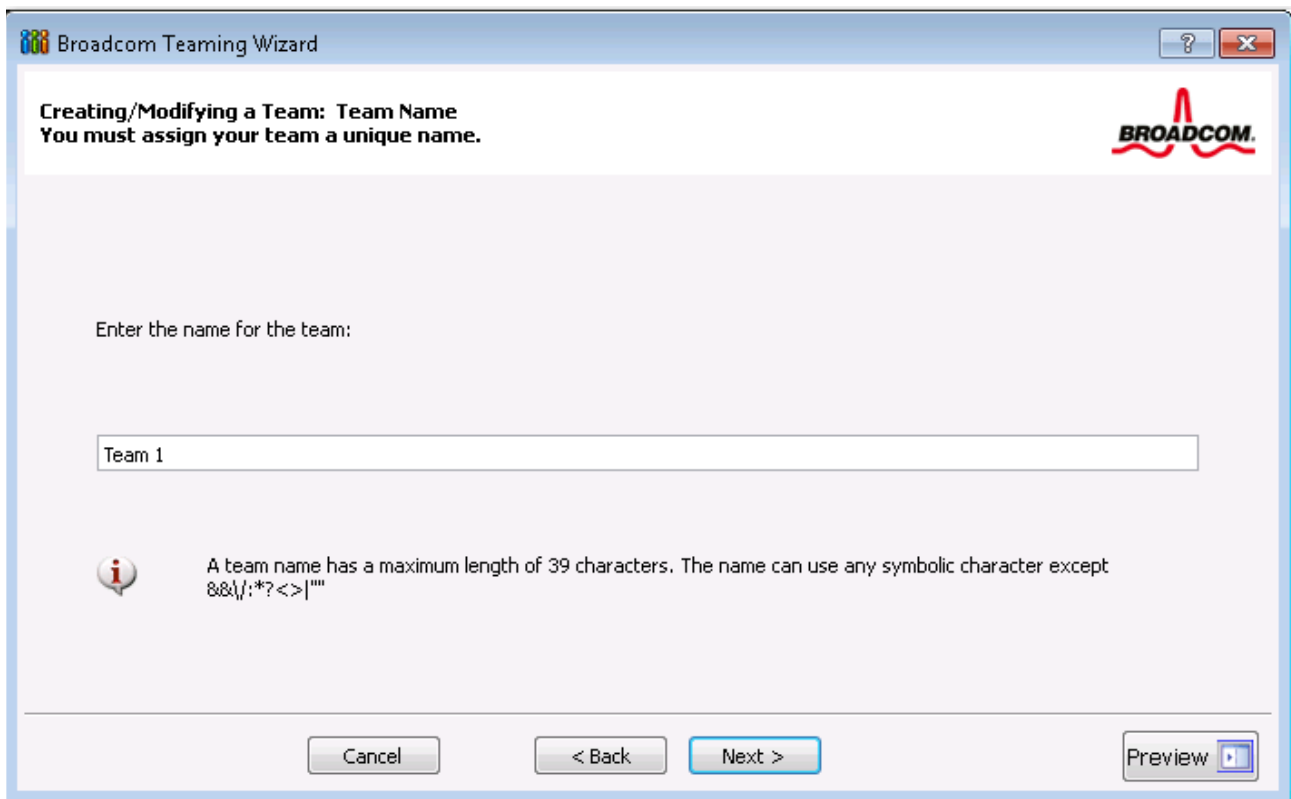 Broadcom Teaming Wizard
Creating/Modifying a Team: Team Name
You must assign your team a unique name.
BROADCOM.
Enter the name for the team:
Team 1
A team name has a maximum length of 39 characters. The name can use any symbolic character except
&&\/:*?<>|""
Cancel
< Back
Next >
Preview